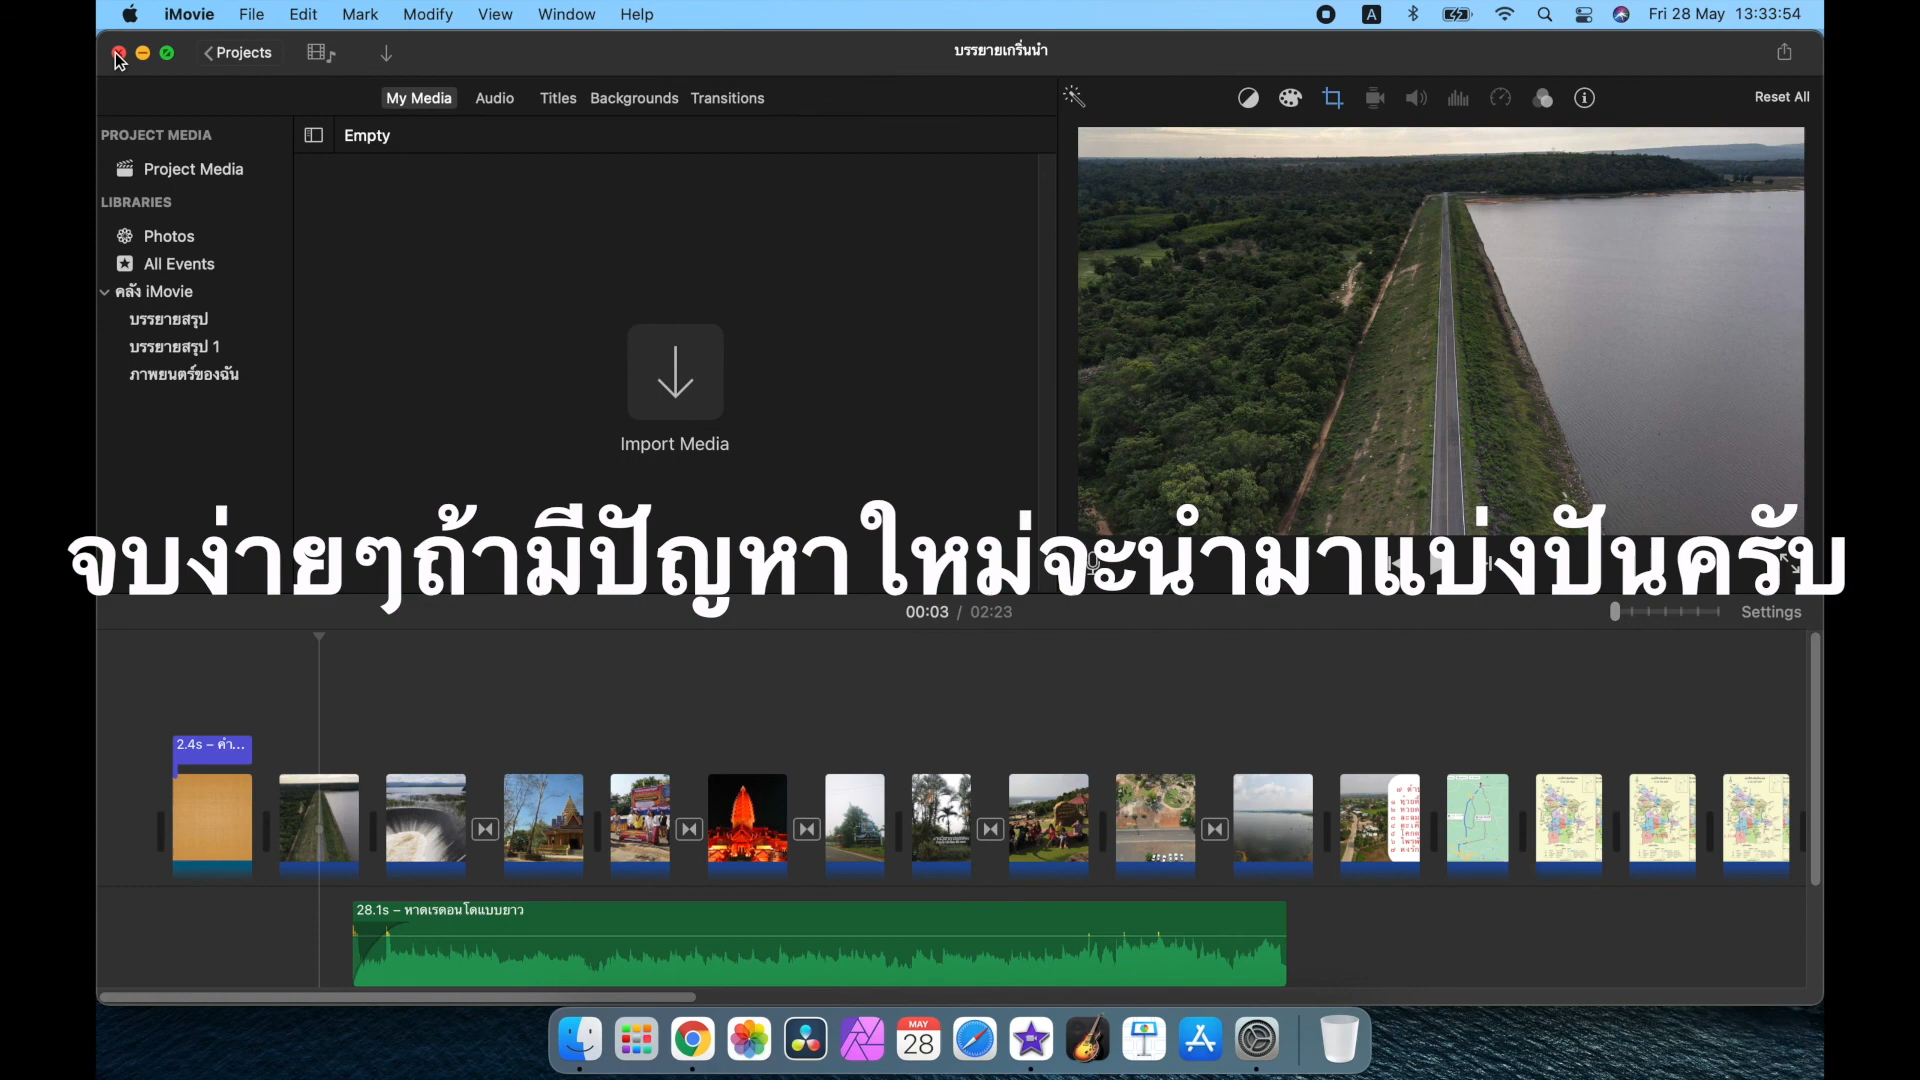 iMovie File Edit Mark Modify View Window Help
A
Fri 28 May 13:33:54
Projects
บรรยายเกริ่นนำ
My Media Audio Titles Backgrounds Transitions
Reset All
PROJECT MEDIA
Empty
Project Media
LIBRARIES
Photos
All Events
คลัง iMovie
บรรยายสรุป
บรรยายสรุป 1
ภาพยนตร์ของฉัน
Import Media
จบง่ายๆถ้ามีปัญหาใหม่จะนำมาแบ่งปันครับ
00:03 / 02:23
Settings
2.4s – คำ...
28.1s – หาดเรดอนโดแบบยาว
MAY
28